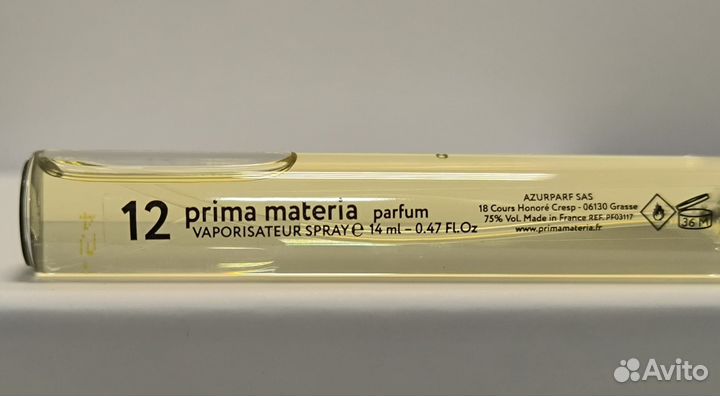 12 prima materia parfum
VAPORISATEUR SPRAY ℮ 14 ml – 0.47 Fl.Oz
AZURPARF SAS
18 Cours Honoré Cresp - 06130 Grasse
75% Vol. Made in France REF. PF03117
www.primamateria.fr
36 M
Avito